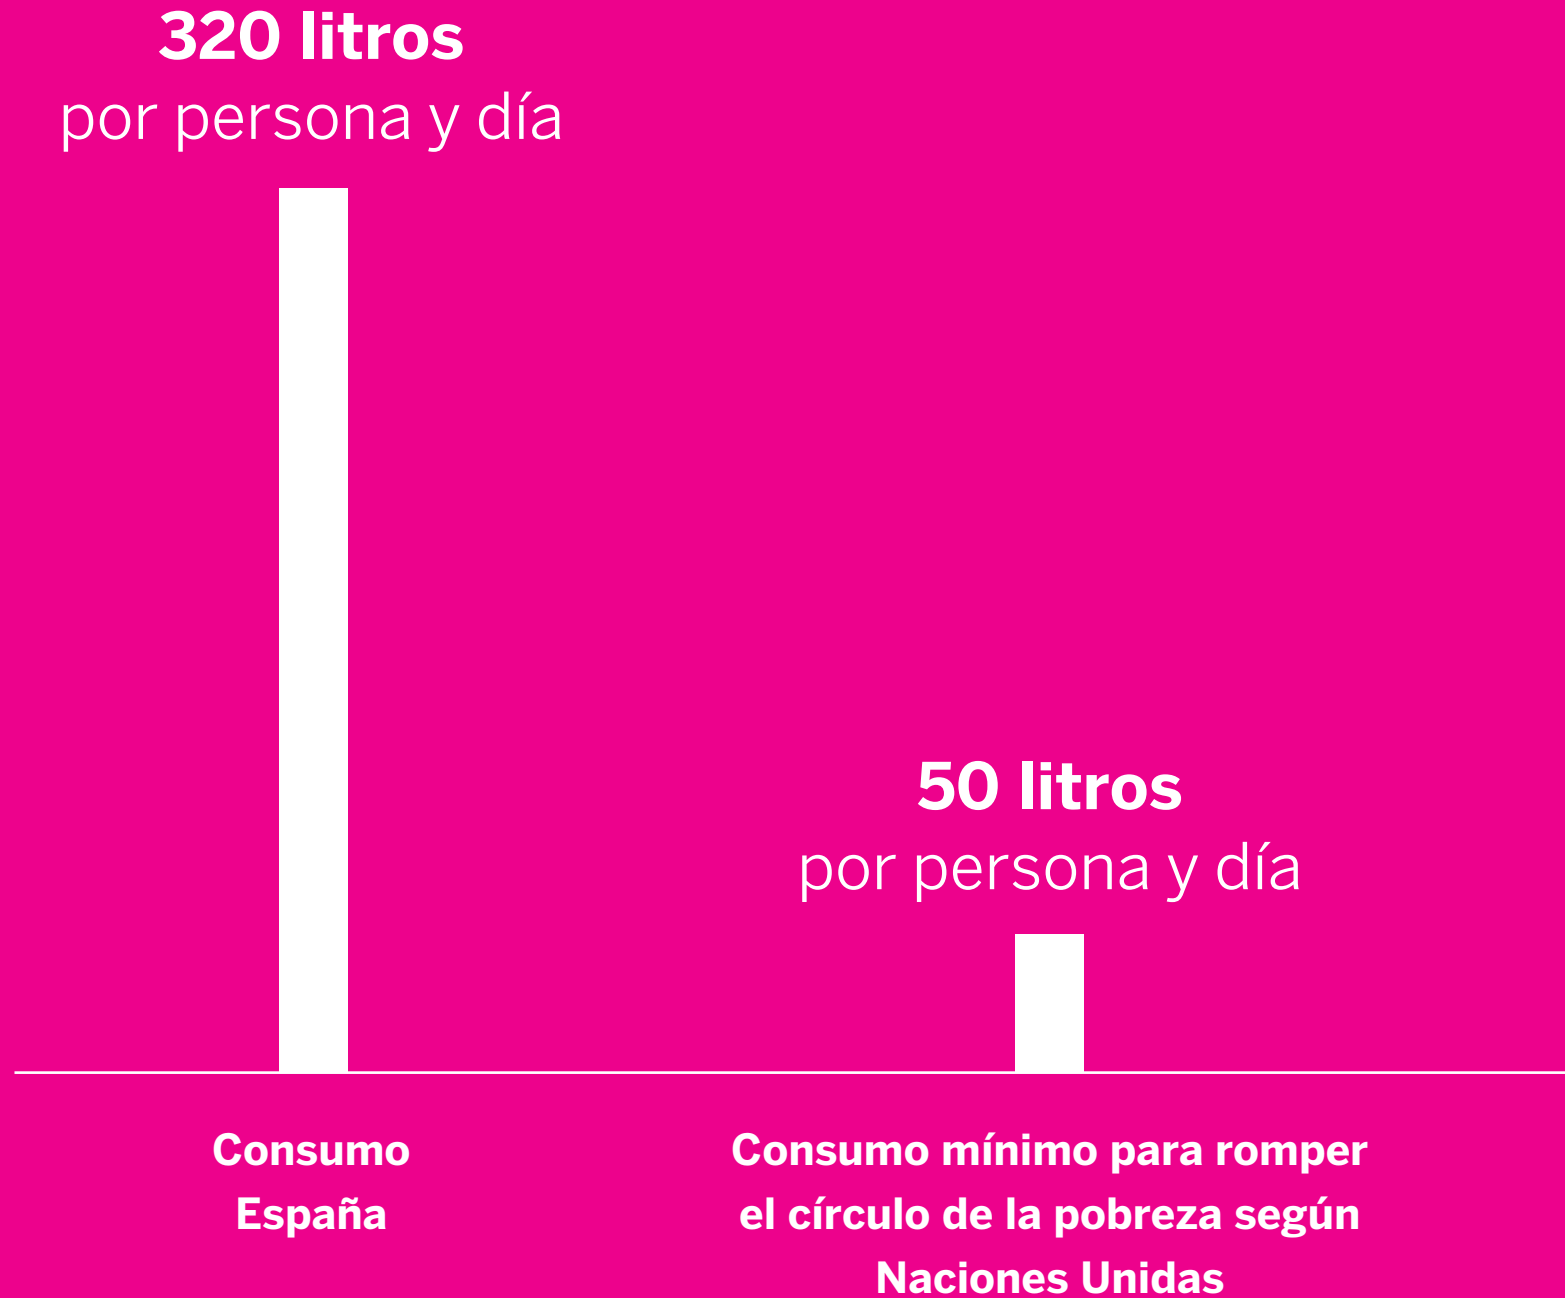 320 litros
por persona y día
50 litros
por persona y día
Consumo
España
Consumo mínimo para romper
el círculo de la pobreza según
Naciones Unidas